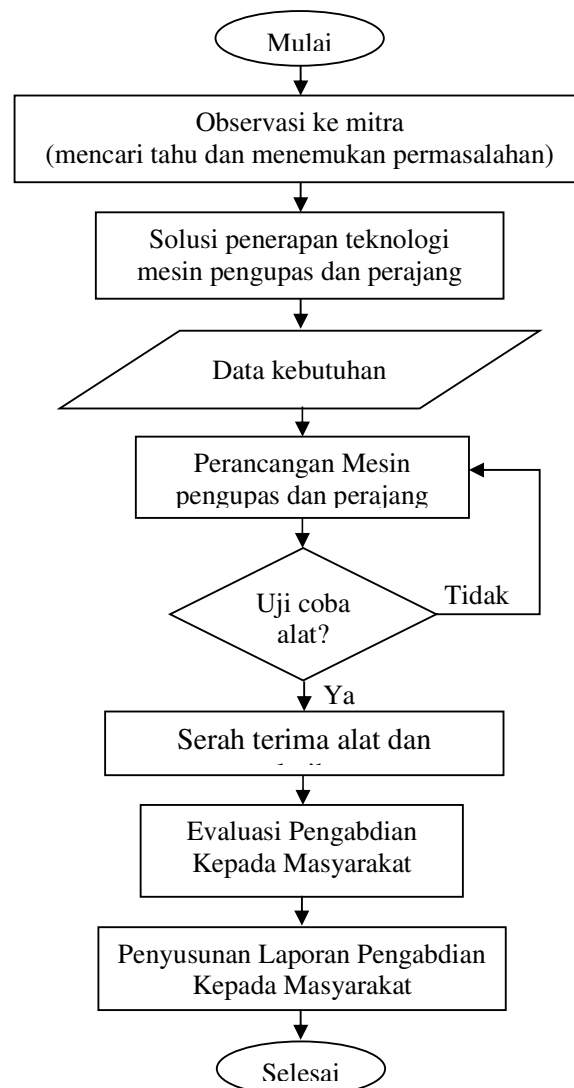 Mulai
Observasi ke mitra
(mencari tahu dan menemukan permasalahan)
Solusi penerapan teknologi
mesin pengupas dan perajang
Data kebutuhan
Perancangan Mesin
pengupas dan perajang
Uji coba
alat?
Tidak
Ya
Serah terima alat dan
Evaluasi Pengabdian
Kepada Masyarakat
Penyusunan Laporan Pengabdian
Kepada Masyarakat
Selesai